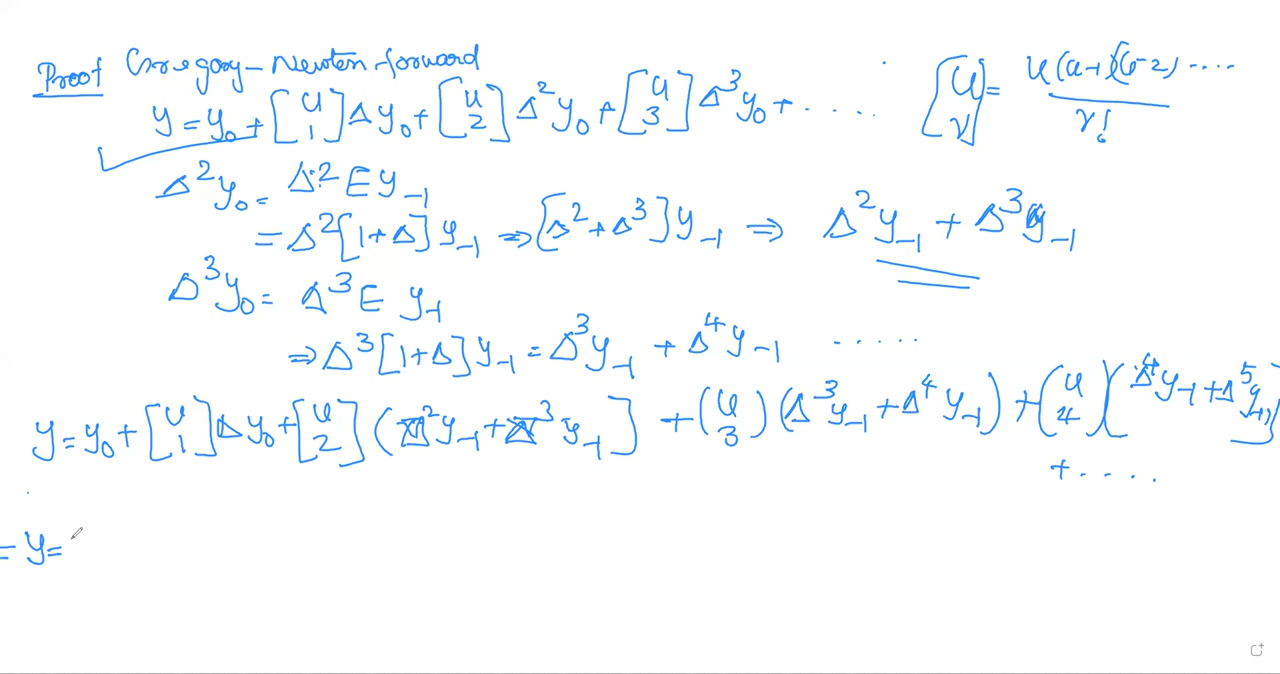 Proof Gregory-Newton-forward
y = y₀ + [u 1] Δy₀ + [u 2] Δ²y₀ + [u 3] Δ³y₀ + ....
[u r] = u(u-1)(u-2) .... / r!
Δ²y₀ = Δ² E y₋₁
= Δ²[1+Δ] y₋₁ ⇒ [Δ²+Δ³] y₋₁ ⇒ Δ²y₋₁ + Δ³y₋₁
Δ³y₀ = Δ³ E y₋₁
⇒ Δ³[1+Δ] y₋₁ = Δ³y₋₁ + Δ⁴y₋₁ .....
y = y₀ + [u 1] Δy₀ + [u 2] (Δ²y₋₁ + Δ³y₋₁] + (u 3) (Δ³y₋₁ + Δ⁴y₋₁) + (u 4) (Δ⁴y₋₁ + Δ⁵y₋₁)
+ ....
= y =